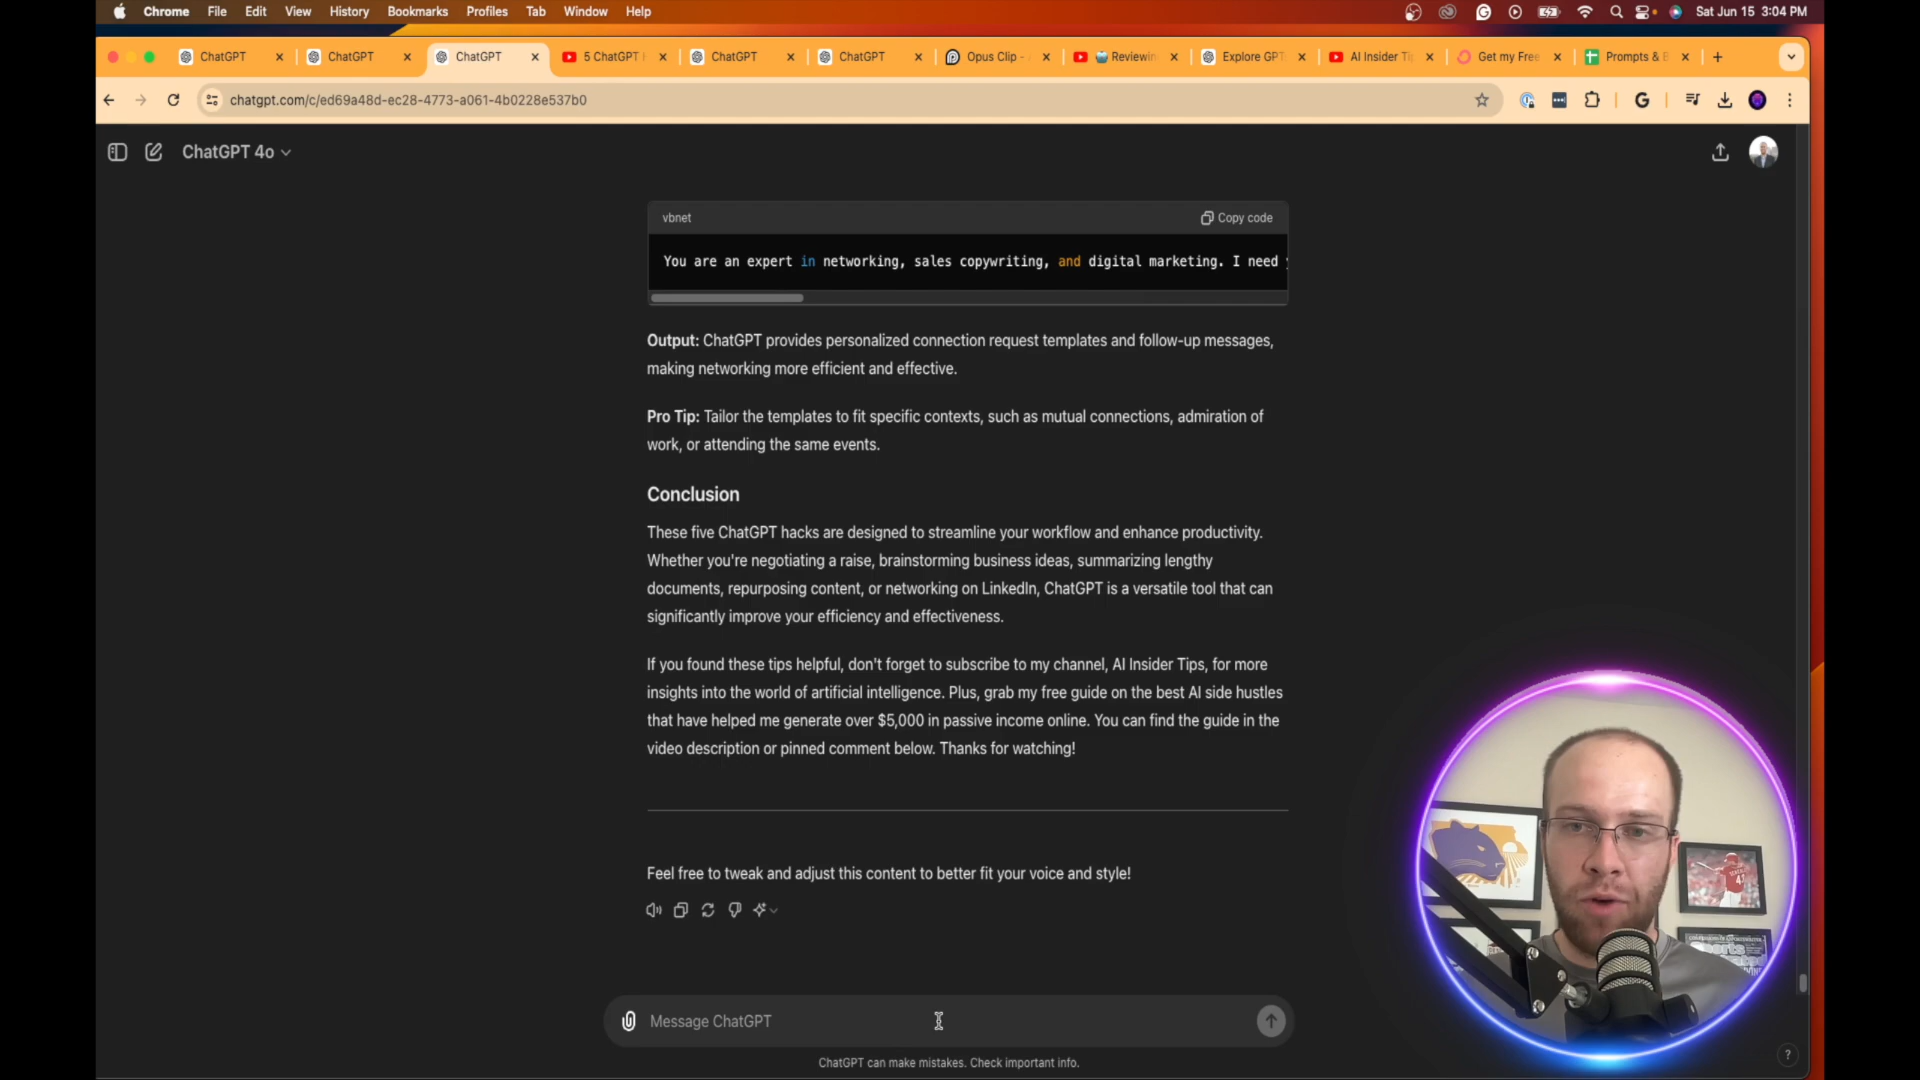 Chrome File Edit View History Bookmarks Profiles Tab Window Help Sat Jun 15 3:04 PM
ChatGPT ChatGPT ChatGPT 5 ChatGPT ChatGPT ChatGPT Opus Clip - Reviewing Explore GPT AI Insider Tip Get my Free Prompts & B
chatgpt.com/c/ed69a48d-ec28-4773-a061-4b0228e537b0
ChatGPT 4o
vbnet Copy code
You are an expert in networking, sales copywriting, and digital marketing. I need
Output: ChatGPT provides personalized connection request templates and follow-up messages,
making networking more efficient and effective.
Pro Tip: Tailor the templates to fit specific contexts, such as mutual connections, admiration of
work, or attending the same events.
Conclusion
These five ChatGPT hacks are designed to streamline your workflow and enhance productivity.
Whether you're negotiating a raise, brainstorming business ideas, summarizing lengthy
documents, repurposing content, or networking on LinkedIn, ChatGPT is a versatile tool that can
significantly improve your efficiency and effectiveness.
If you found these tips helpful, don't forget to subscribe to my channel, AI Insider Tips, for more
insights into the world of artificial intelligence. Plus, grab my free guide on the best AI side hustles
that have helped me generate over $5,000 in passive income online. You can find the guide in the
video description or pinned comment below. Thanks for watching!
Feel free to tweak and adjust this content to better fit your voice and style!
Message ChatGPT
ChatGPT can make mistakes. Check important info.
?